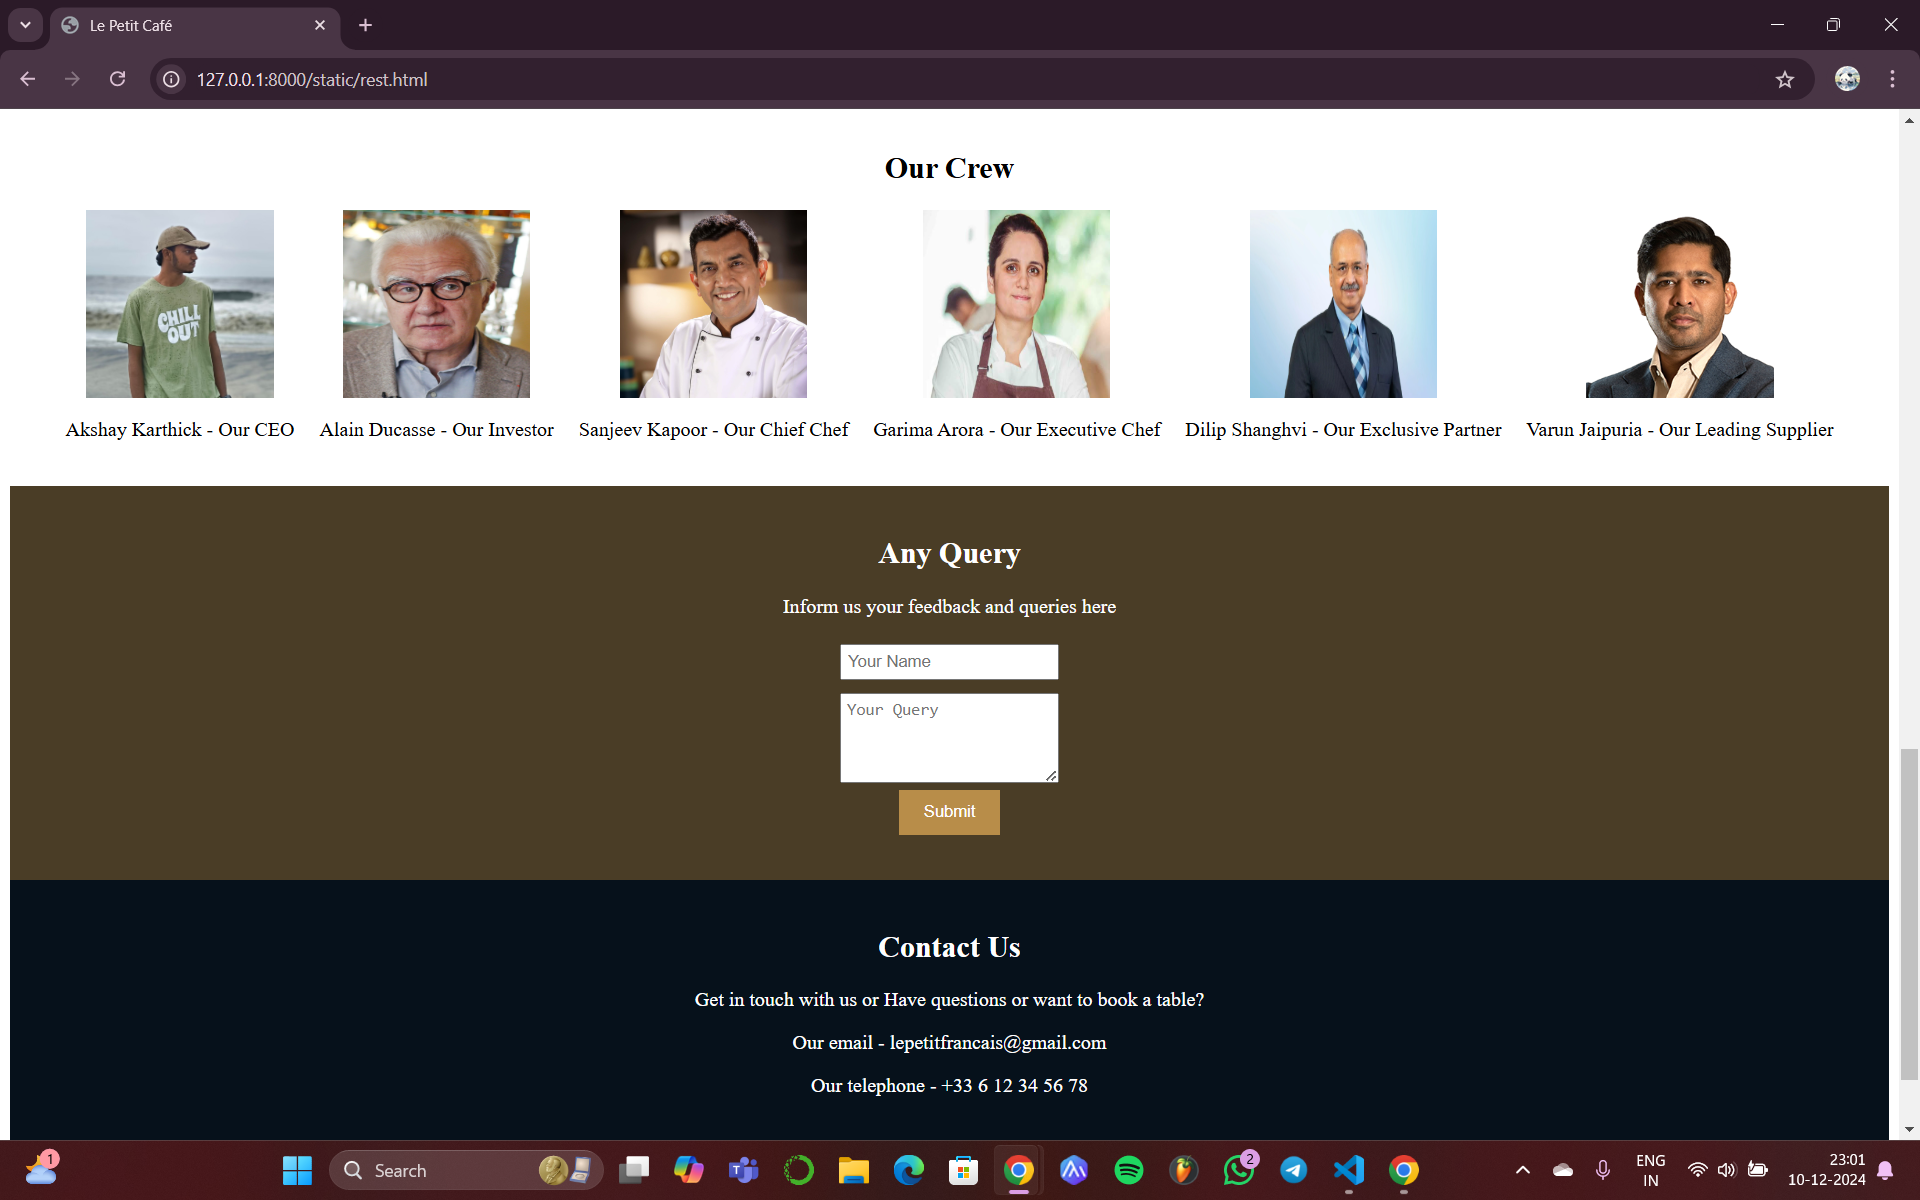 Le Petit Café
127.0.0.1:8000/static/rest.html
Our Crew
CHILL
OUT
Akshay Karthick - Our CEO
Alain Ducasse - Our Investor
Sanjeev Kapoor - Our Chief Chef
Garima Arora - Our Executive Chef
Dilip Shanghvi - Our Exclusive Partner
Varun Jaipuria - Our Leading Supplier
Any Query
Inform us your feedback and queries here
Your Name
Your Query
Submit
Contact Us
Get in touch with us or Have questions or want to book a table?
Our email - lepetitfrancais@gmail.com
Our telephone - +33 6 12 34 56 78
1
Search
2
ENG
IN
23:01
10-12-2024